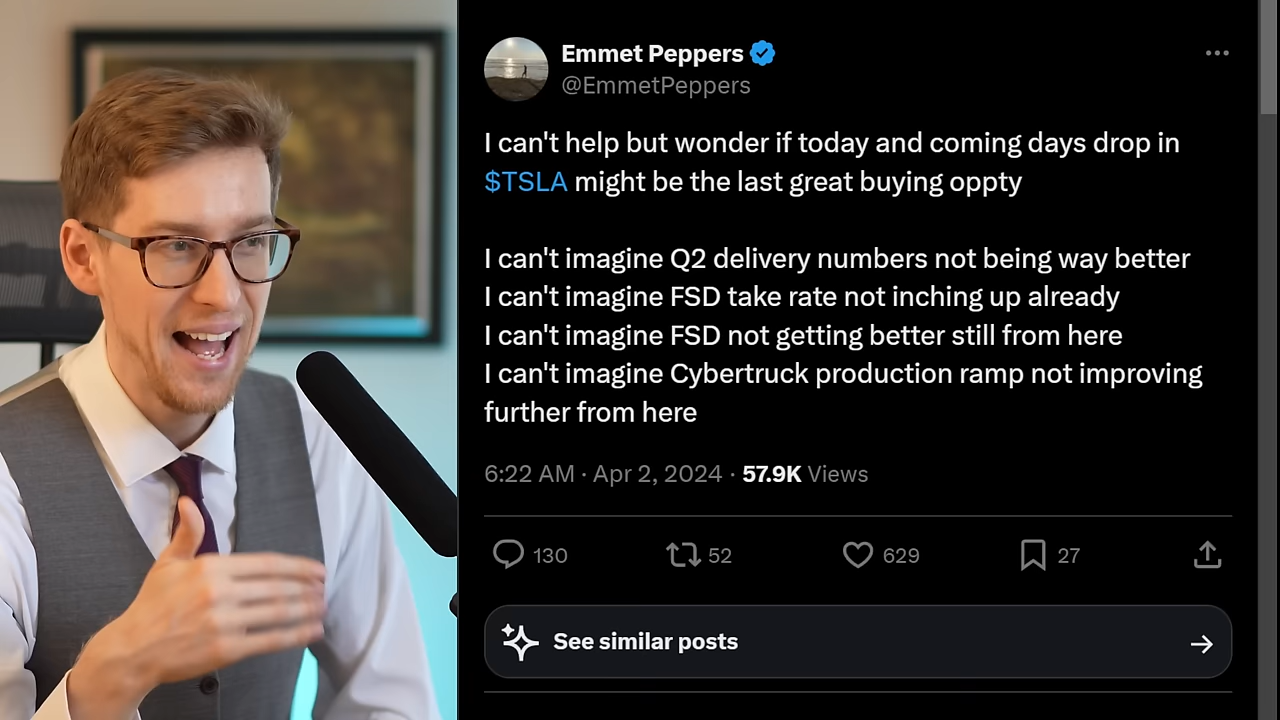 Emmet Peppers
@EmmetPeppers
I can't help but wonder if today and coming days drop in
$TSLA might be the last great buying oppty
I can't imagine Q2 delivery numbers not being way better
I can't imagine FSD take rate not inching up already
I can't imagine FSD not getting better still from here
I can't imagine Cybertruck production ramp not improving
further from here
6:22 AM · Apr 2, 2024 · 57.9K Views
130 52 629 27
See similar posts